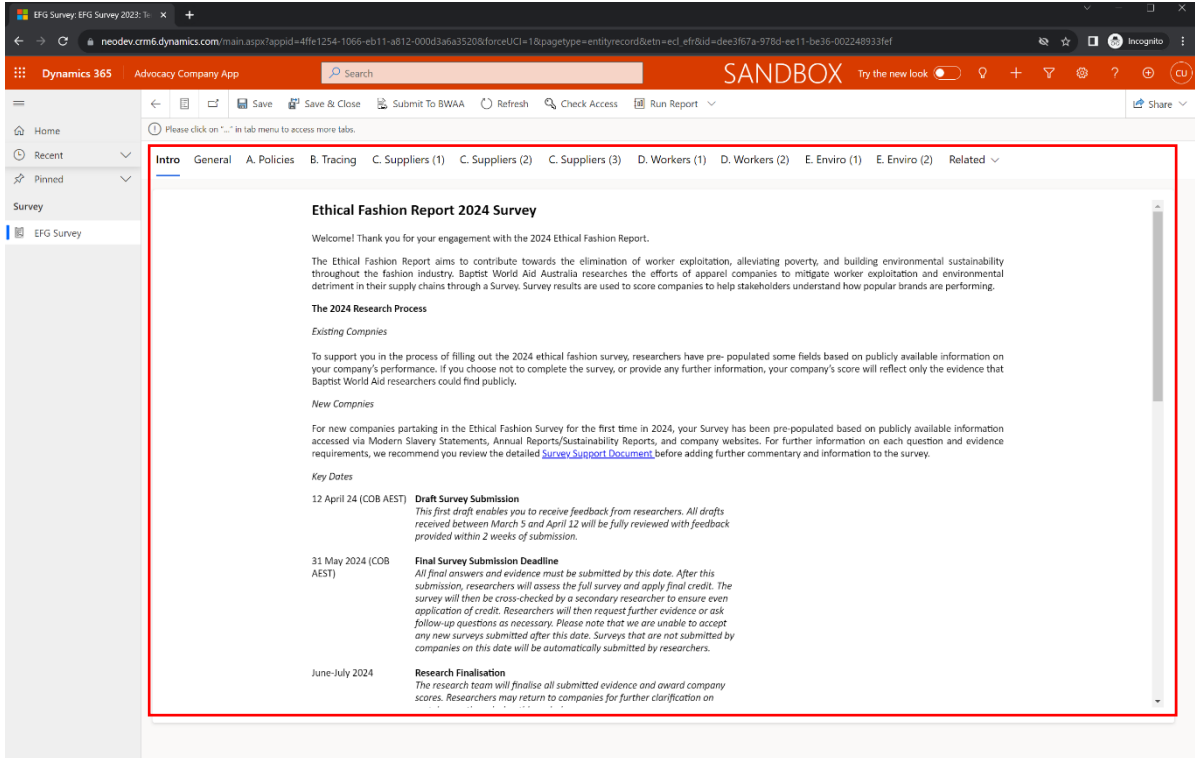 EFG Survey: EFG Survey 2023: Te
neodev.crm6.dynamics.com/main.aspx?appid=4ffe1254-1066-eb11-a812-000d3a6a3520&forceUCI=1&pagetype=entityrecord&etn=ecl_efr&id=dee3f67a-978d-ee11-be36-002248933fef
Incognito
Dynamics 365 Advocacy Company App Search SANDBOX Try the new look CU
Save Save & Close Submit To BWAA Refresh Check Access Run Report Share
Home
Recent
Pinned
Survey
EFG Survey
Please click on "..." in tab menu to access more tabs.
Intro General A. Policies B. Tracing C. Suppliers (1) C. Suppliers (2) C. Suppliers (3) D. Workers (1) D. Workers (2) E. Enviro (1) E. Enviro (2) Related
Ethical Fashion Report 2024 Survey
Welcome! Thank you for your engagement with the 2024 Ethical Fashion Report.
The Ethical Fashion Report aims to contribute towards the elimination of worker exploitation, alleviating poverty, and building environmental sustainability
throughout the fashion industry. Baptist World Aid Australia researches the efforts of apparel companies to mitigate worker exploitation and environmental
detriment in their supply chains through a Survey. Survey results are used to score companies to help stakeholders understand how popular brands are performing.
The 2024 Research Process
Existing Compnies
To support you in the process of filling out the 2024 ethical fashion survey, researchers have pre- populated some fields based on publicly available information on
your company's performance. If you choose not to complete the survey, or provide any further information, your company's score will reflect only the evidence that
Baptist World Aid researchers could find publicly.
New Compnies
For new companies partaking in the Ethical Fashion Survey for the first time in 2024, your Survey has been pre-populated based on publicly available information
accessed via Modern Slavery Statements, Annual Reports/Sustainability Reports, and company websites. For further information on each question and evidence
requirements, we recommend you review the detailed Survey Support Document before adding further commentary and information to the survey.
Key Dates
12 April 24 (COB AEST) Draft Survey Submission
This first draft enables you to receive feedback from researchers. All drafts
received between March 5 and April 12 will be fully reviewed with feedback
provided within 2 weeks of submission.
31 May 2024 (COB AEST) Final Survey Submission Deadline
All final answers and evidence must be submitted by this date. After this
submission, researchers will assess the full survey and apply final credit. The
survey will then be cross-checked by a secondary researcher to ensure even
application of credit. Researchers will then request further evidence or ask
follow-up questions as necessary. Please note that we are unable to accept
any new surveys submitted after this date. Surveys that are not submitted by
companies on this date will be automatically submitted by researchers.
June-July 2024 Research Finalisation
The research team will finalise all submitted evidence and award company
scores. Researchers may return to companies for further clarification on